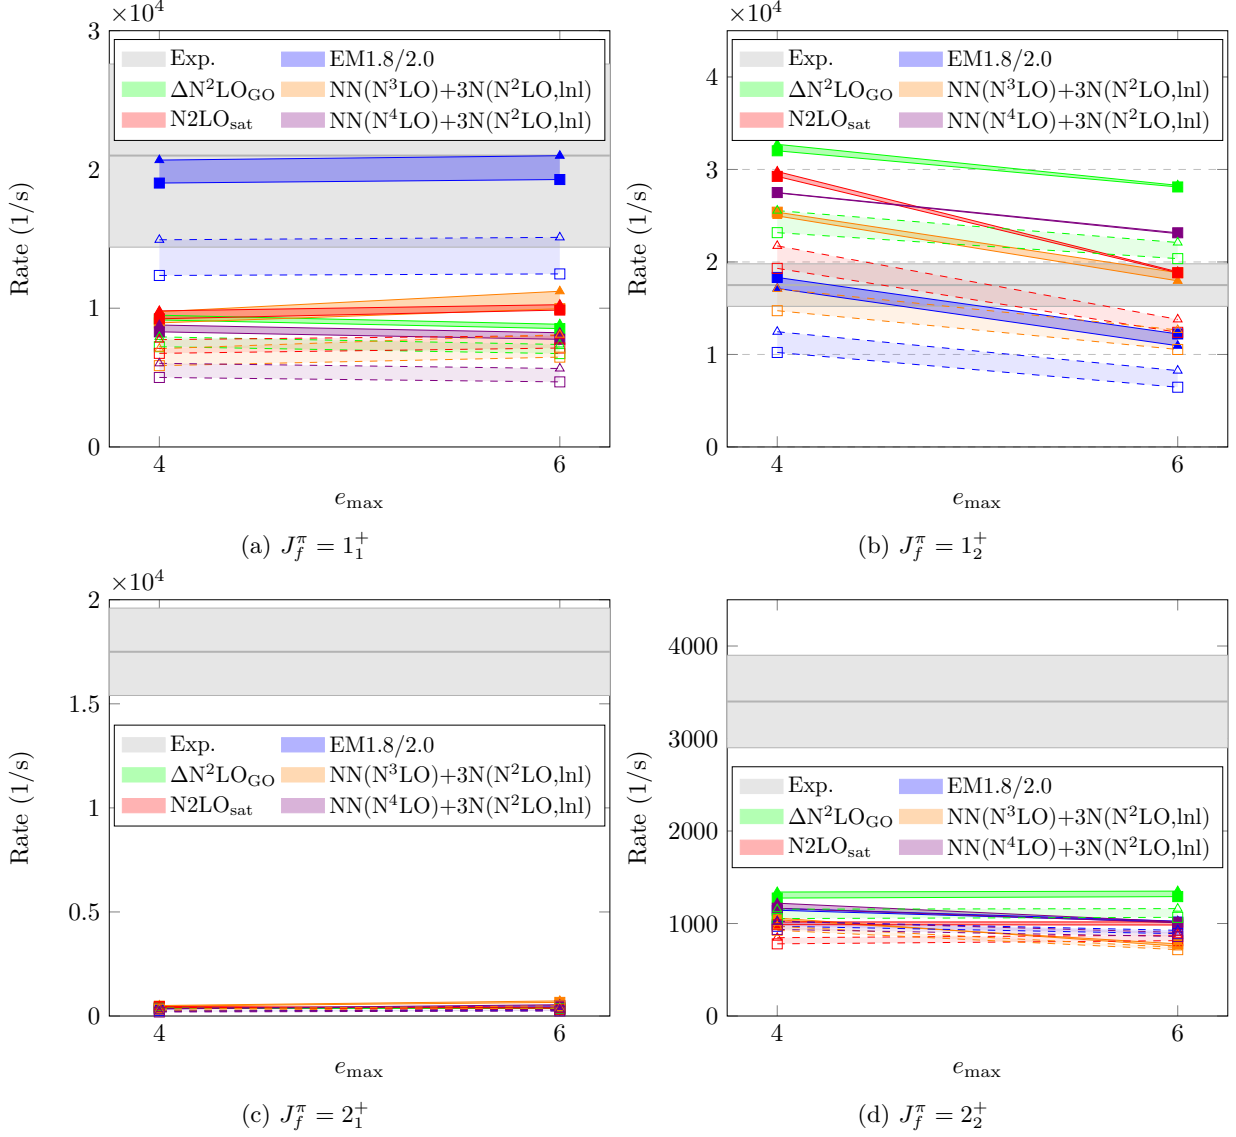 ×10⁴
3
2
1
0
Rate (1/s)
Exp.
EM1.8/2.0
ΔN²LO_GO
NN(N³LO)+3N(N²LO,lnl)
N2LO_sat
NN(N⁴LO)+3N(N²LO,lnl)
4
6
e_max
(a) J_f^π = 1_1^+
×10⁴
4
3
2
1
0
Rate (1/s)
Exp.
EM1.8/2.0
ΔN²LO_GO
NN(N³LO)+3N(N²LO,lnl)
N2LO_sat
NN(N⁴LO)+3N(N²LO,lnl)
4
6
e_max
(b) J_f^π = 1_2^+
×10⁴
2
1.5
1
0.5
0
Rate (1/s)
Exp.
EM1.8/2.0
ΔN²LO_GO
NN(N³LO)+3N(N²LO,lnl)
N2LO_sat
NN(N⁴LO)+3N(N²LO,lnl)
4
6
e_max
(c) J_f^π = 2_1^+
4000
3000
2000
1000
0
Rate (1/s)
Exp.
EM1.8/2.0
ΔN²LO_GO
NN(N³LO)+3N(N²LO,lnl)
N2LO_sat
NN(N⁴LO)+3N(N²LO,lnl)
4
6
e_max
(d) J_f^π = 2_2^+